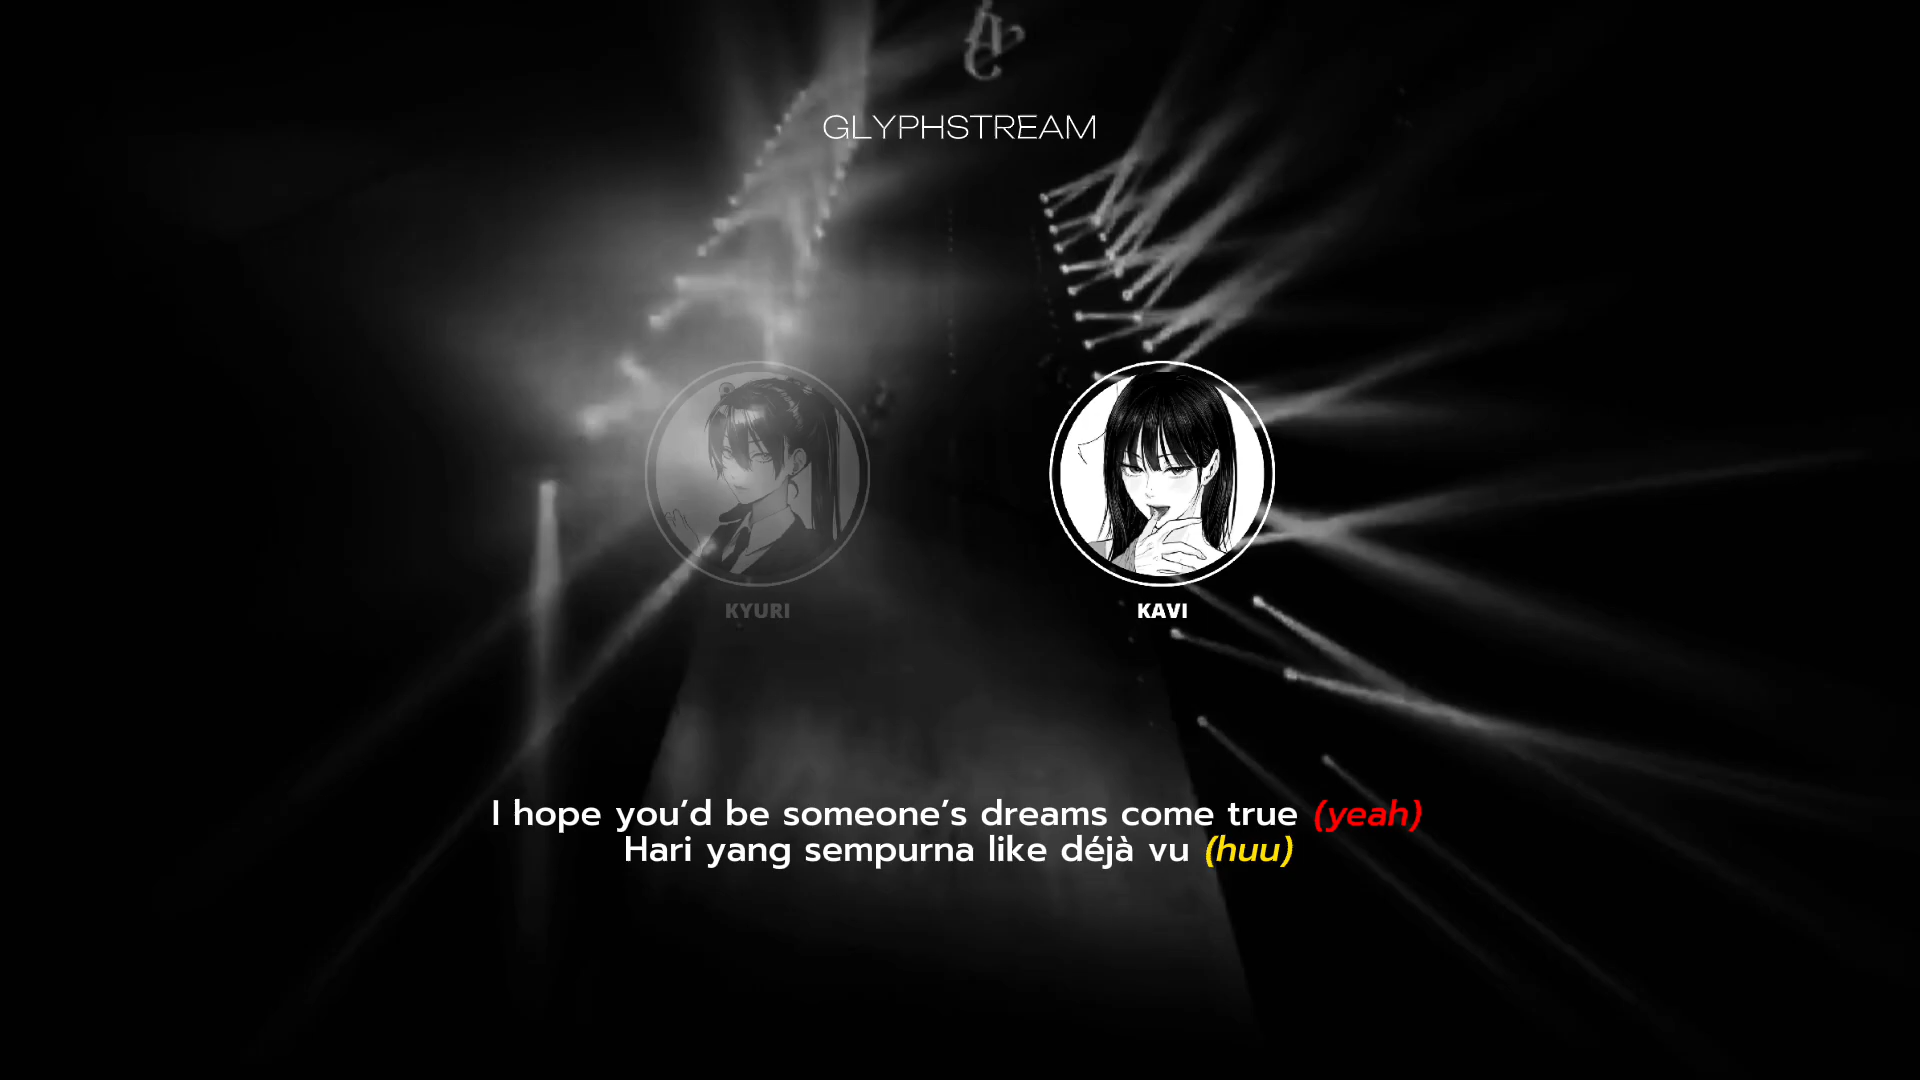 GLYPHSTREAM
KYURI
KAVI
I hope you’d be someone’s dreams come true (yeah)
Hari yang sempurna like déjà vu (huu)